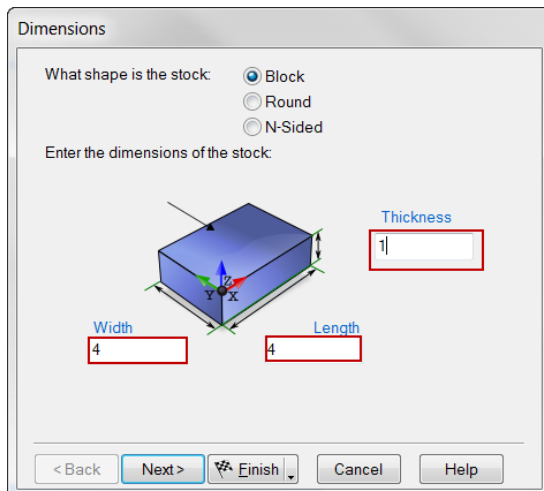 Dimensions
What shape is the stock: Block
Round
N-Sided
Enter the dimensions of the stock:
Thickness
1
Z
Y X
Width Length
4 4
< Back Next > Finish Cancel Help